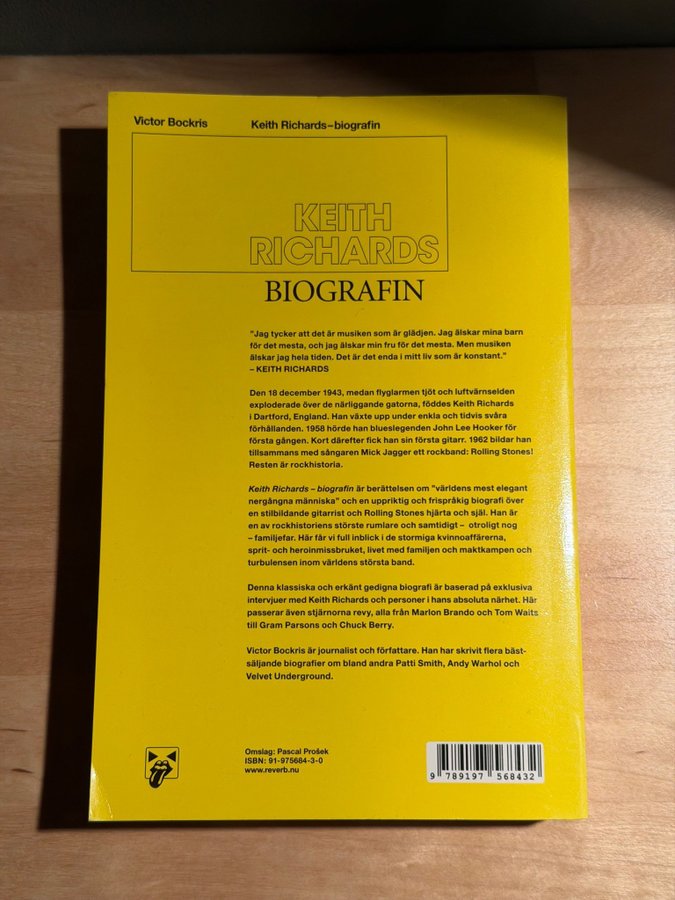 Victor Bockris Keith Richards–biografin
KEITH
RICHARDS
BIOGRAFIN
"Jag tycker att det är musiken som är glädjen. Jag älskar mina barn
för det mesta, och jag älskar min fru för det mesta. Men musiken
älskar jag hela tiden. Det är det enda i mitt liv som är konstant."
– KEITH RICHARDS
Den 18 december 1943, medan flyglarmen tjöt och luftvärnselden
exploderade över de närliggande gatorna, föddes Keith Richards
i Dartford, England. Han växte upp under enkla och tidvis svåra
förhållanden. 1958 hörde han blueslegenden John Lee Hooker för
första gången. Kort därefter fick han sin första gitarr. 1962 bildar han
tillsammans med sångaren Mick Jagger ett rockband: Rolling Stones!
Resten är rockhistoria.
Keith Richards – biografin är berättelsen om "världens mest elegant
nergångna människa" och en uppriktig och frispråkig biografi över
en stilbildande gitarrist och Rolling Stones hjärta och själ. Han är
en av rockhistoriens störste rumlare och samtidigt – otroligt nog
– familjefar. Här får vi full inblick i de stormiga kvinnoaffärerna,
sprit- och heroinmissbruket, livet med familjen och maktkampen och
turbulensen inom världens största band.
Denna klassiska och erkänt gedigna biografi är baserad på exklusiva
intervjuer med Keith Richards och personer i hans absoluta närhet. Här
passerar även stjärnorna revy, alla från Marlon Brando och Tom Waits
till Gram Parsons och Chuck Berry.
Victor Bockris är journalist och författare. Han har skrivit flera bäst-
säljande biografier om bland andra Patti Smith, Andy Warhol och
Velvet Underground.
Omslag: Pascal Prošek
ISBN: 91-975684-3-0
www.reverb.nu
9 789197 568432